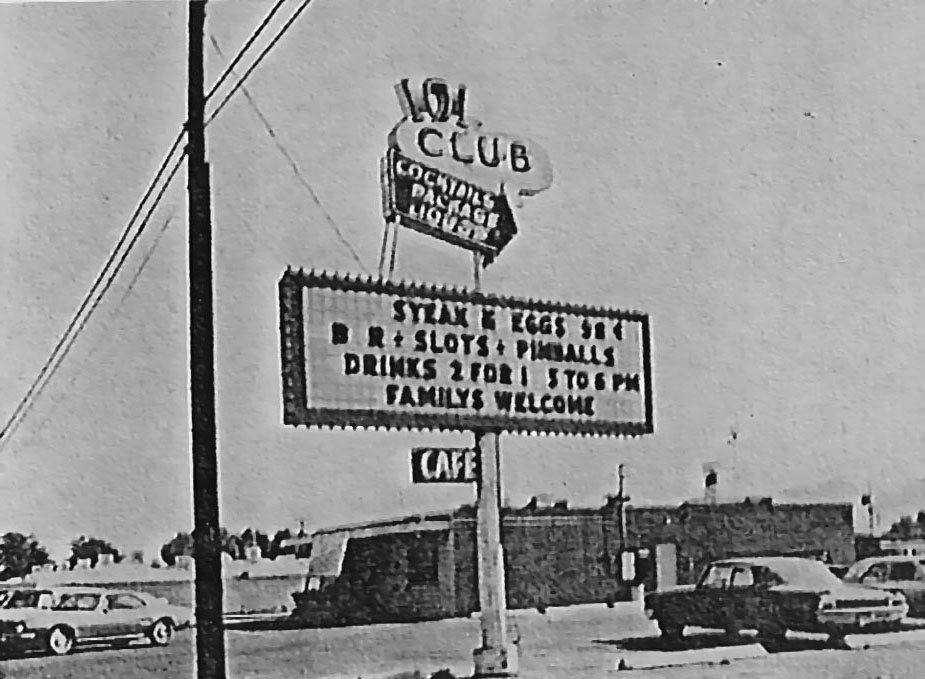 101
CLUB
COCKTAILS
PACKAGE
LIQUOR
STEAK & EGGS 98¢
B R + SLOTS + PINBALLS
DRINKS 2 FOR 1 5 TO 6 PM
FAMILYS WELCOME
CAFE